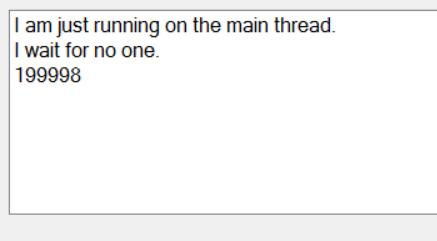 I am just running on the main thread.
I wait for no one.
199998